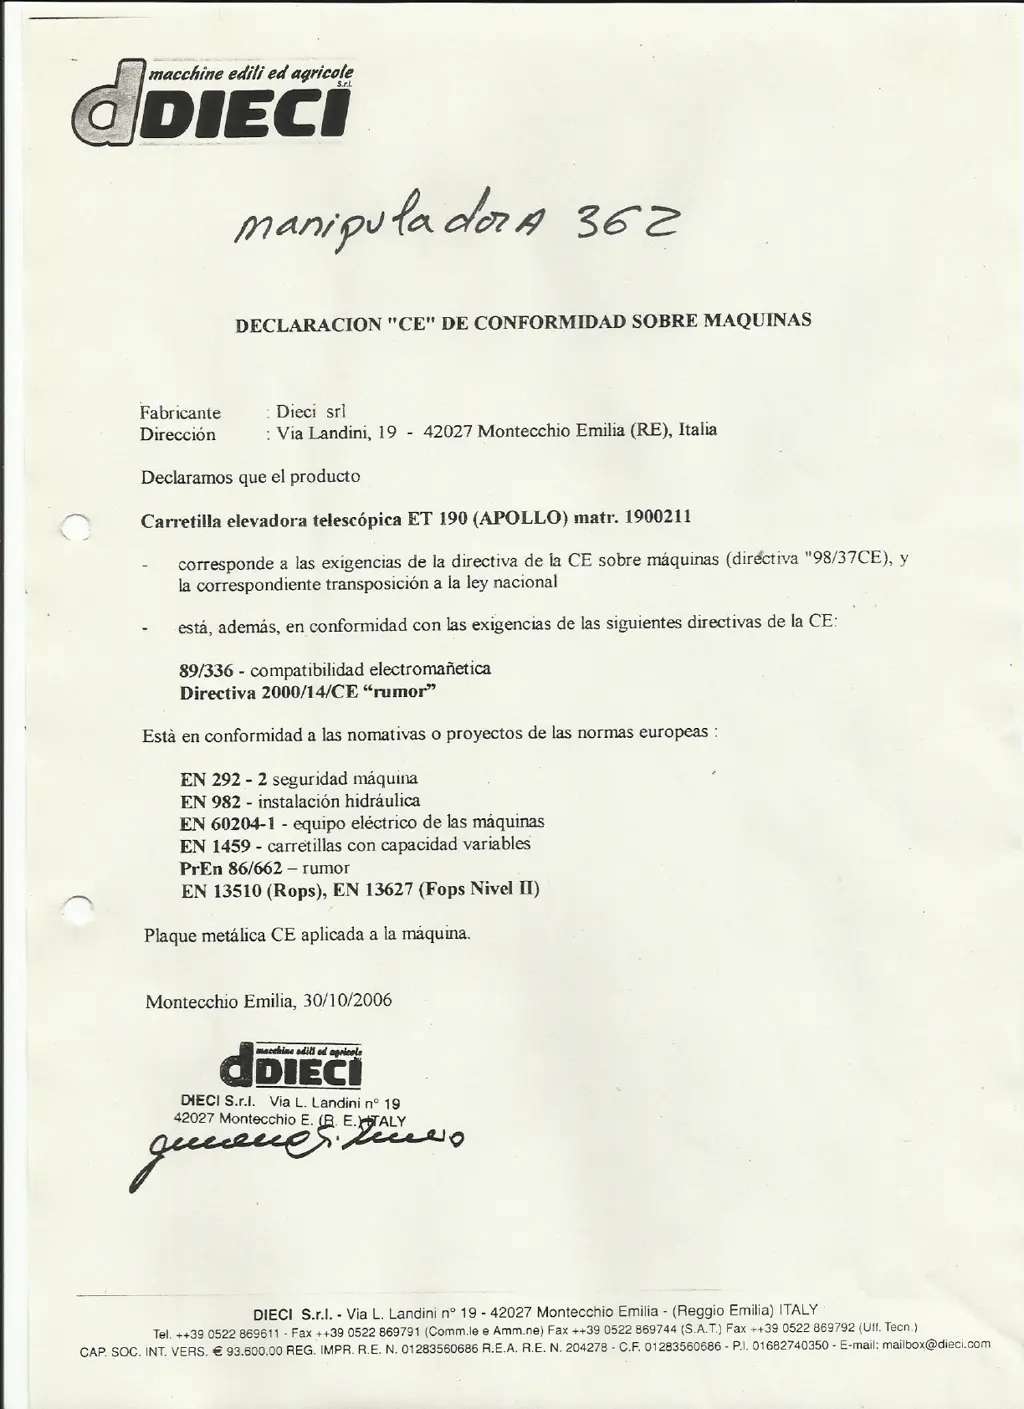 macchine edili ed agricole
s.r.l.
dDIECI
manipuladorA 362
DECLARACION "CE" DE CONFORMIDAD SOBRE MAQUINAS
Fabricante : Dieci srl
Dirección : Via Landini, 19 - 42027 Montecchio Emilia (RE), Italia
Declaramos que el producto
Carretilla elevadora telescópica ET 190 (APOLLO) matr. 1900211
- corresponde a las exigencias de la directiva de la CE sobre máquinas (directiva "98/37CE), y
la correspondiente transposición a la ley nacional
- está, además, en conformidad con las exigencias de las siguientes directivas de la CE:
89/336 - compatibilidad electromañetica
Directiva 2000/14/CE “rumor”
Està en conformidad a las nomativas o proyectos de las normas europeas :
EN 292 - 2 seguridad máquina
EN 982 - instalación hidráulica
EN 60204-1 - equipo eléctrico de las máquinas
EN 1459 - carretillas con capacidad variables
PrEn 86/662 – rumor
EN 13510 (Rops), EN 13627 (Fops Nivel II)
Plaque metálica CE aplicada a la máquina.
Montecchio Emilia, 30/10/2006
macchine edili ed agricole
dDIECI
DIECI S.r.l. Via L. Landini n° 19
42027 Montecchio E. (R. E.) ITALY
DIECI S.r.l. - Via L. Landini n° 19 - 42027 Montecchio Emilia - (Reggio Emilia) ITALY
Tel. ++39 0522 869611 - Fax ++39 0522 869791 (Comm.le e Amm.ne) Fax ++39 0522 869744 (S.A.T.) Fax ++39 0522 869792 (Uff. Tecn.)
CAP. SOC. INT. VERS. € 93.600,00 REG. IMPR. R.E. N. 01283560686 R.E.A. R.E. N. 204278 - C.F. 01283560686 - P.I. 01682740350 - E-mail: mailbox@dieci.com